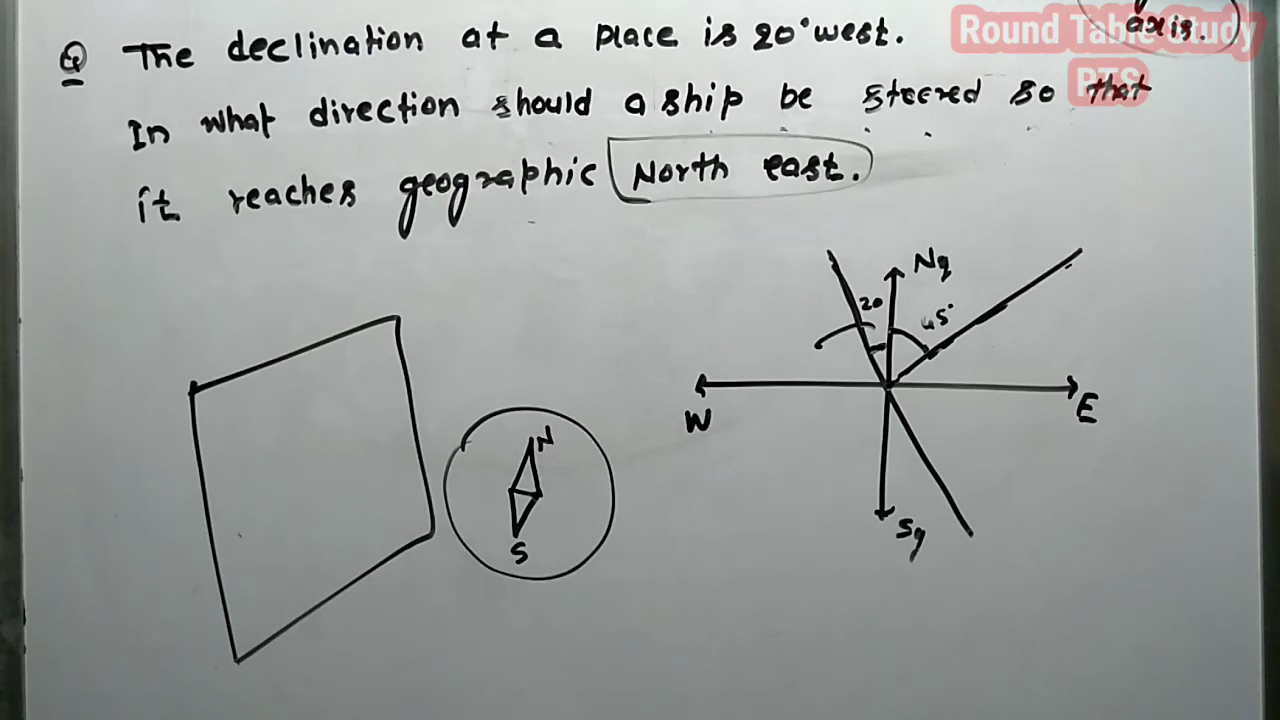 axis.
Round Table Study
RTS
Q The declination at a place is 20° west.
In what direction should a ship be steered so that
it reaches geographic North east.
Ng
20
45°
W
E
Sg
N
S